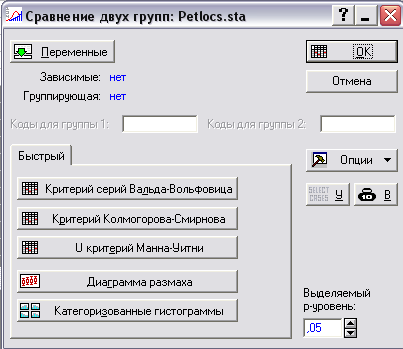 Сравнение двух групп: Petlocs.sta
?
Переменные
OK
Зависимые: нет
Отмена
Группирующая: нет
Коды для группы 1:
Коды для группы 2:
Быстрый
Опции
Критерий серий Вальда-Вольфовица
SELECT CASES
У
В
Критерий Колмогорова-Смирнова
U критерий Манна-Уитни
Диаграмма размаха
Категоризованные гистограммы
Выделяемый
p-уровень:
,05